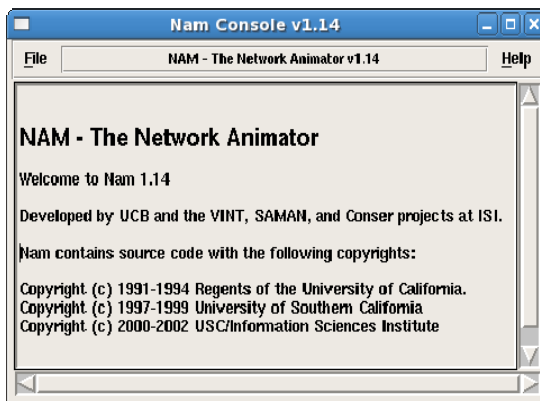 Nam Console v1.14
File NAM - The Network Animator v1.14 Help
NAM - The Network Animator
Welcome to Nam 1.14
Developed by UCB and the VINT, SAMAN, and Conser projects at ISI.
Nam contains source code with the following copyrights:
Copyright (c) 1991-1994 Regents of the University of California.
Copyright (c) 1997-1999 University of Southern California
Copyright (c) 2000-2002 USC/Information Sciences Institute